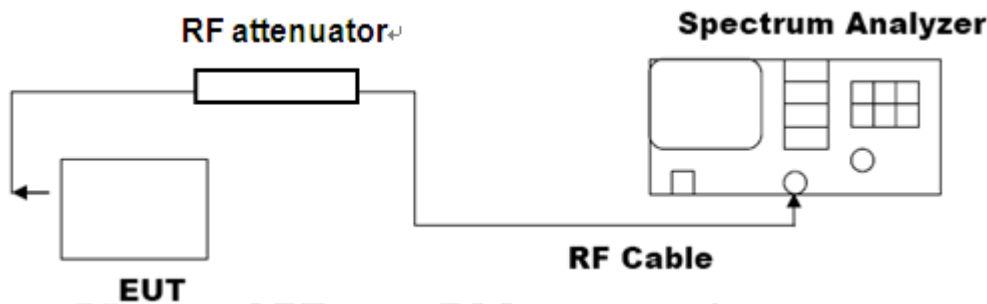 RF attenuator↵
Spectrum Analyzer
RF Cable
EUT